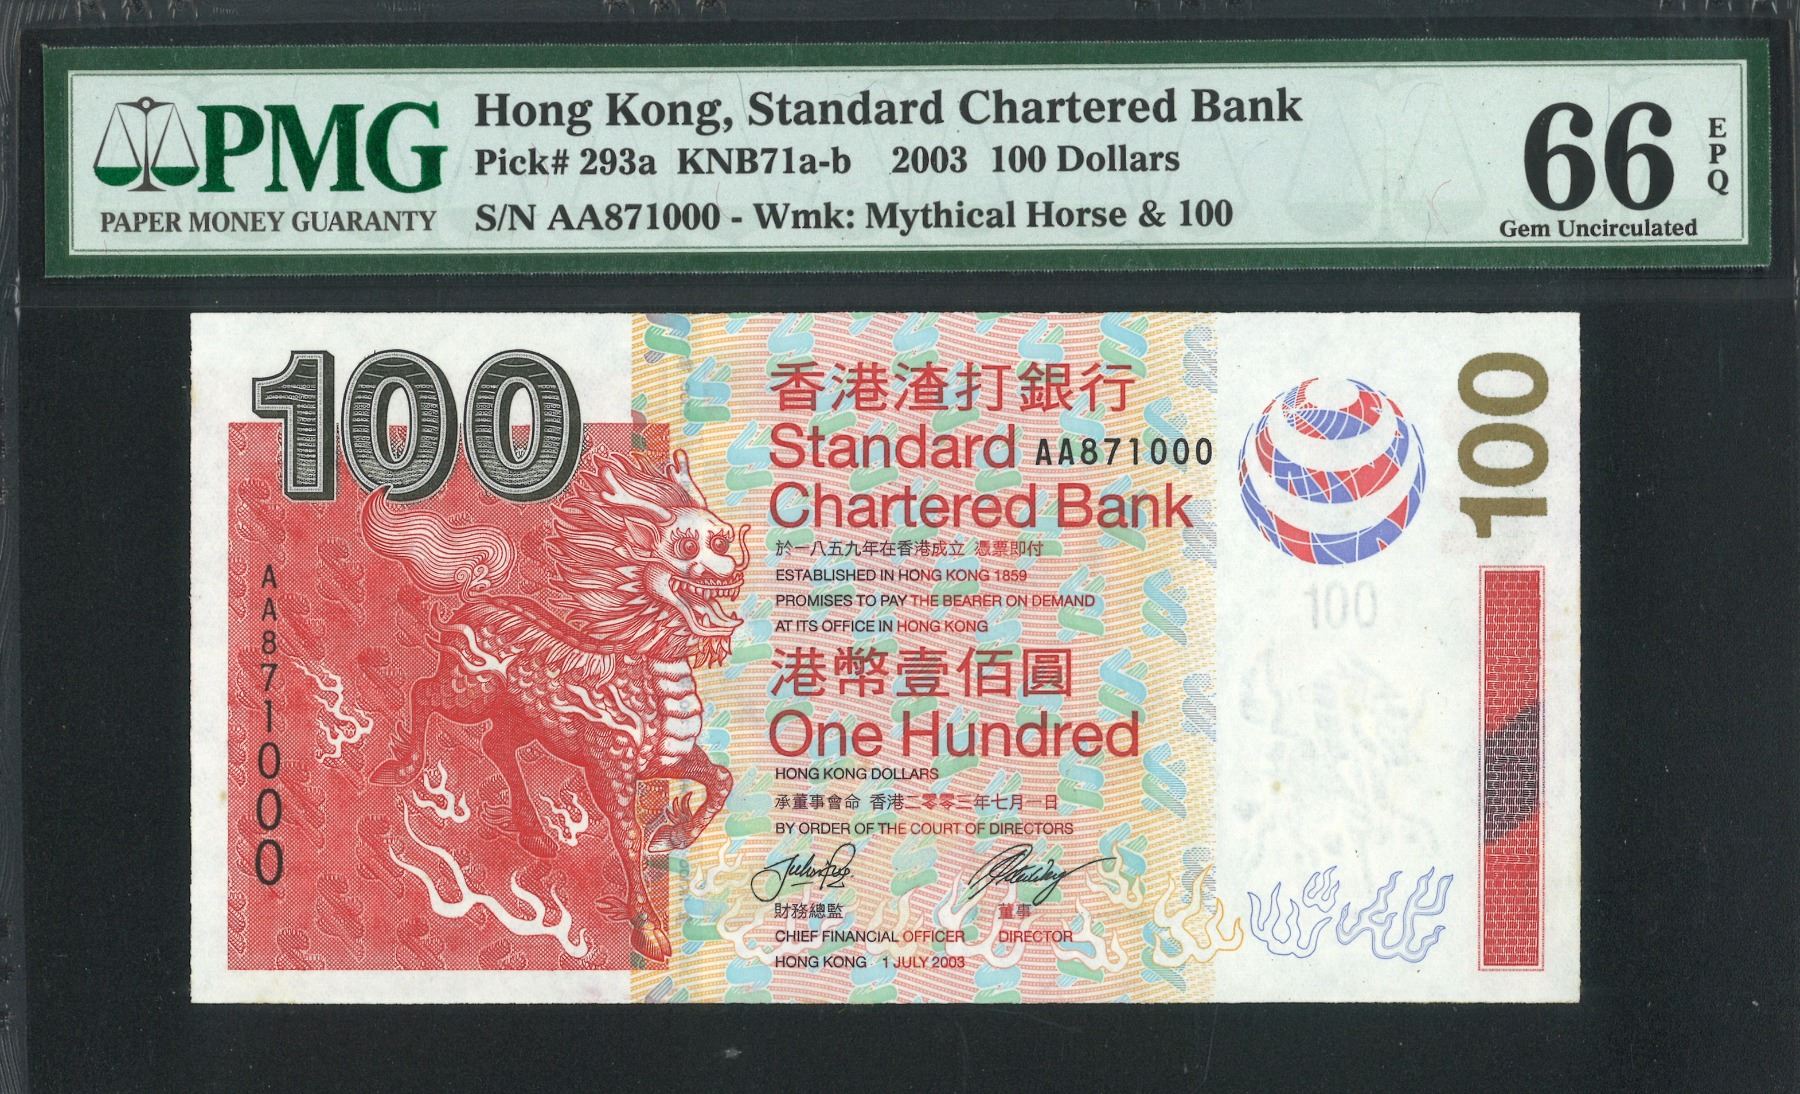 PMG
PAPER MONEY GUARANTY
Hong Kong, Standard Chartered Bank
Pick# 293a KNB71a-b 2003 100 Dollars
S/N AA871000 - Wmk: Mythical Horse & 100
66
EPQ
Gem Uncirculated
100
香港渣打銀行
Standard
AA871000
Chartered Bank
於一八五九年在香港成立 憑票即付
ESTABLISHED IN HONG KONG 1859
PROMISES TO PAY THE BEARER ON DEMAND
AT ITS OFFICE IN HONG KONG
港幣壹佰圓
One Hundred
HONG KONG DOLLARS
承董事會命 香港二零零三年七月一日
BY ORDER OF THE COURT OF DIRECTORS
財務總監 董事
CHIEF FINANCIAL OFFICER DIRECTOR
HONG KONG 1 JULY 2003
AA871000
100
100